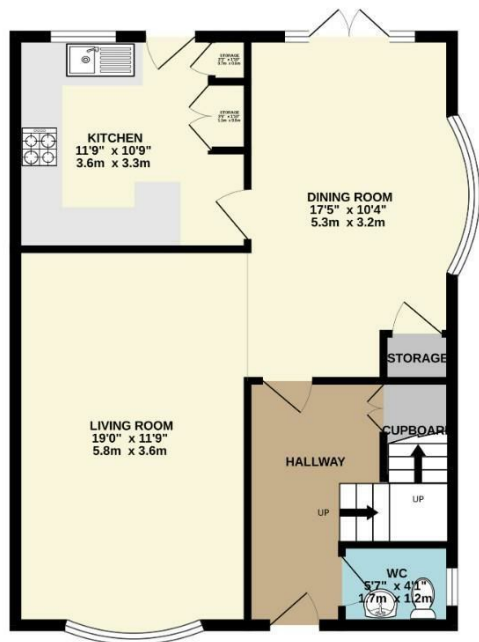 STORAGE
STORAGE
KITCHEN
11'9" x 10'9"
3.6m x 3.3m
DINING ROOM
17'5" x 10'4"
5.3m x 3.2m
STORAGE
LIVING ROOM
19'0" x 11'9"
5.8m x 3.6m
HALLWAY
CUPBOARD
UP
UP
WC
5'7" x 4'1"
1.7m x 1.2m